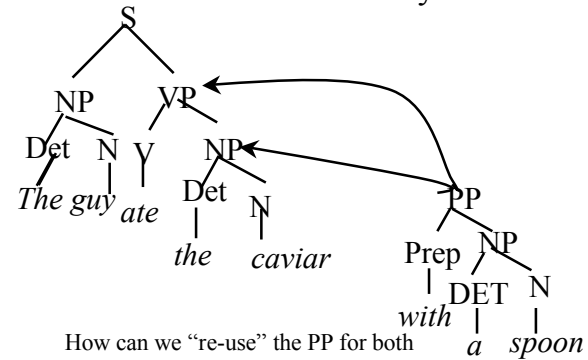 S
NP VP
Det N V NP
The guy ate Det N PP
the caviar Prep NP
with DET N
How can we “re-use” the PP for both a spoon